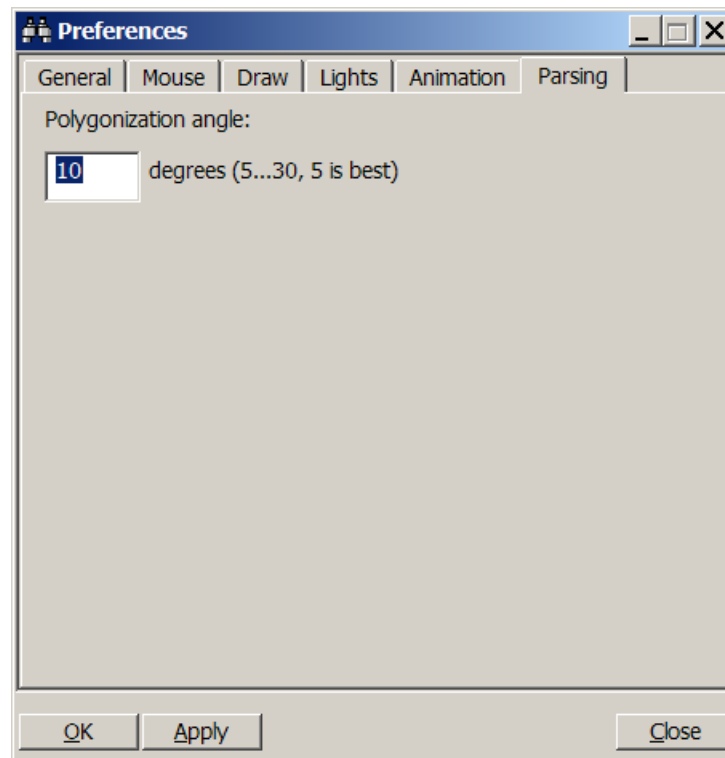 Preferences
General Mouse Draw Lights Animation Parsing
Polygonization angle:
10 degrees (5...30, 5 is best)
OK Apply Close